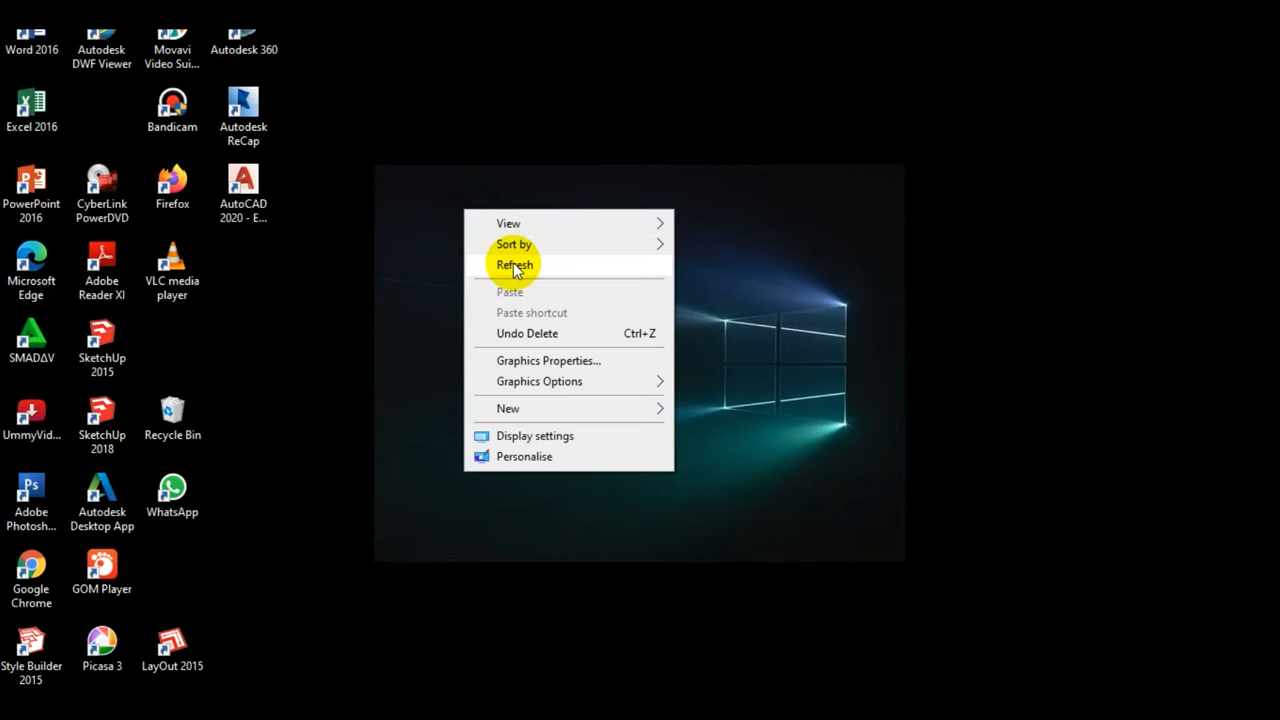 Word 2016
Autodesk
DWF Viewer
Movavi
Video Sui...
Autodesk 360
Excel 2016
Bandicam
Autodesk
ReCap
PowerPoint
2016
CyberLink
PowerDVD
Firefox
AutoCAD
2020 - E...
Microsoft
Edge
Adobe
Reader XI
VLC media
player
SMADΔV
SketchUp
2015
UmmyVid...
SketchUp
2018
Recycle Bin
Ps
Adobe
Photosh...
Autodesk
Desktop App
WhatsApp
Google
Chrome
GOM Player
Style Builder
2015
Picasa 3
LayOut 2015
View
Sort by
Refresh
Paste
Paste shortcut
Undo Delete Ctrl+Z
Graphics Properties...
Graphics Options
New
Display settings
Personalise